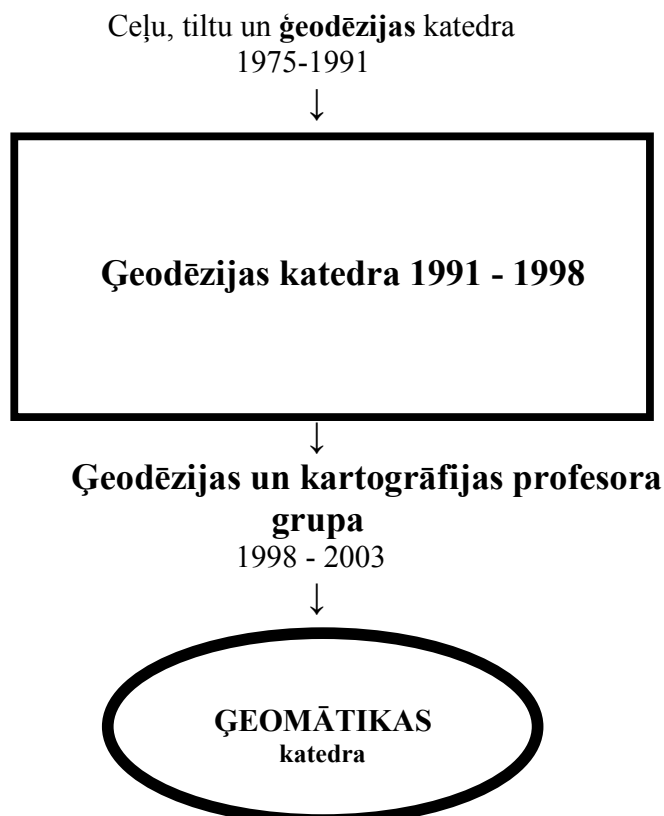 Ceļu, tiltu un ģeodēzijas katedra
1975-1991
↓
Ģeodēzijas katedra 1991 - 1998
↓
Ģeodēzijas un kartogrāfijas profesora
grupa
1998 - 2003
↓
ĢEOMĀTIKAS
katedra